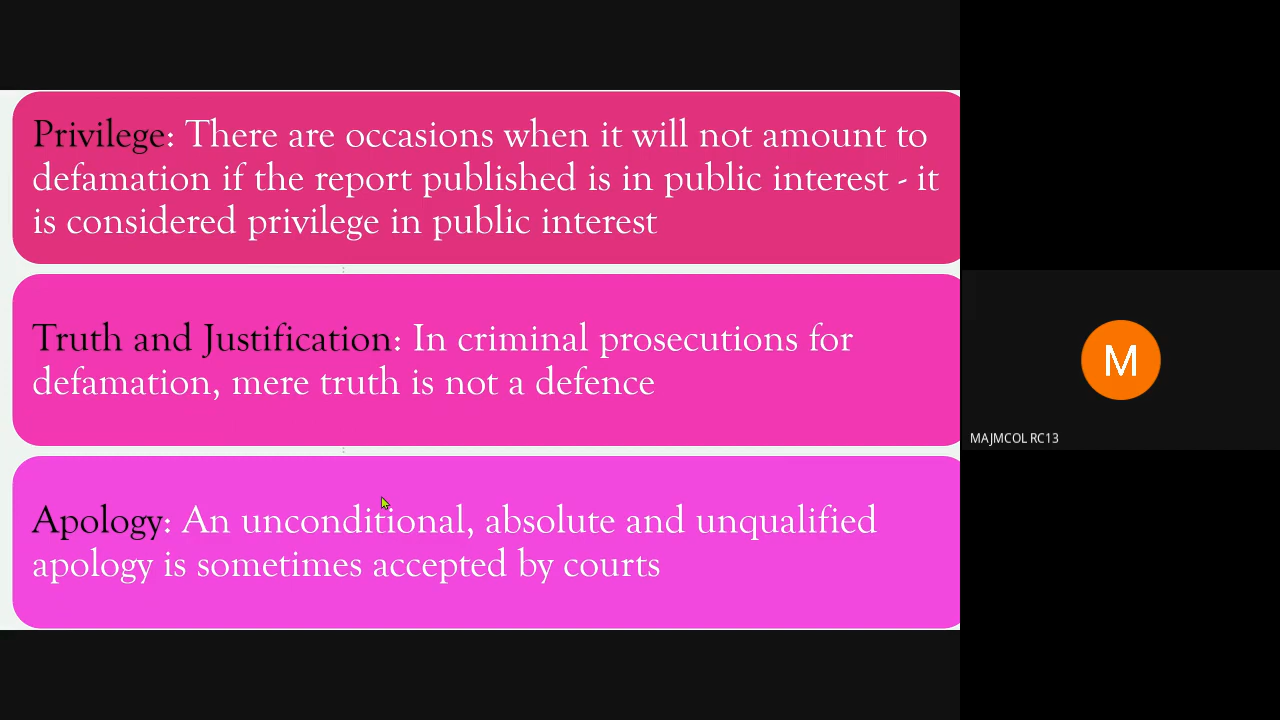 Privilege: There are occasions when it will not amount to
defamation if the report published is in public interest - it
is considered privilege in public interest
Truth and Justification: In criminal prosecutions for
defamation, mere truth is not a defence
Apology: An unconditional, absolute and unqualified
apology is sometimes accepted by courts
M
MAJMCOL RC13